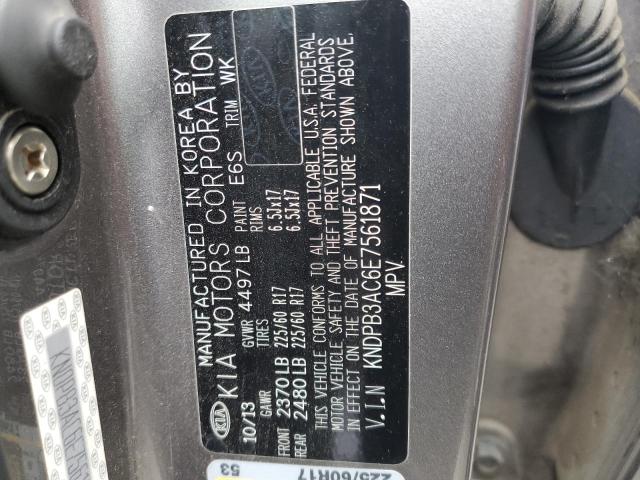 MANUFACTURED IN KOREA BY
KIA KIA MOTORS CORPORATION
10/13 GVWR 4497 LB PAINT E6S TRIM WK
GAWR TIRES RIMS
FRONT 2370 LB 225/60 R17 6.5Jx17
REAR 2480 LB 225/60 R17 6.5Jx17
THIS VEHICLE CONFORMS TO ALL APPLICABLE U.S.A. FEDERAL
MOTOR VEHICLE SAFETY AND THEFT PREVENTION STANDARDS
IN EFFECT ON THE DATE OF MANUFACTURE SHOWN ABOVE.
V.I.N KNDPB3AC6E7561871
MPV
225/60R17
53